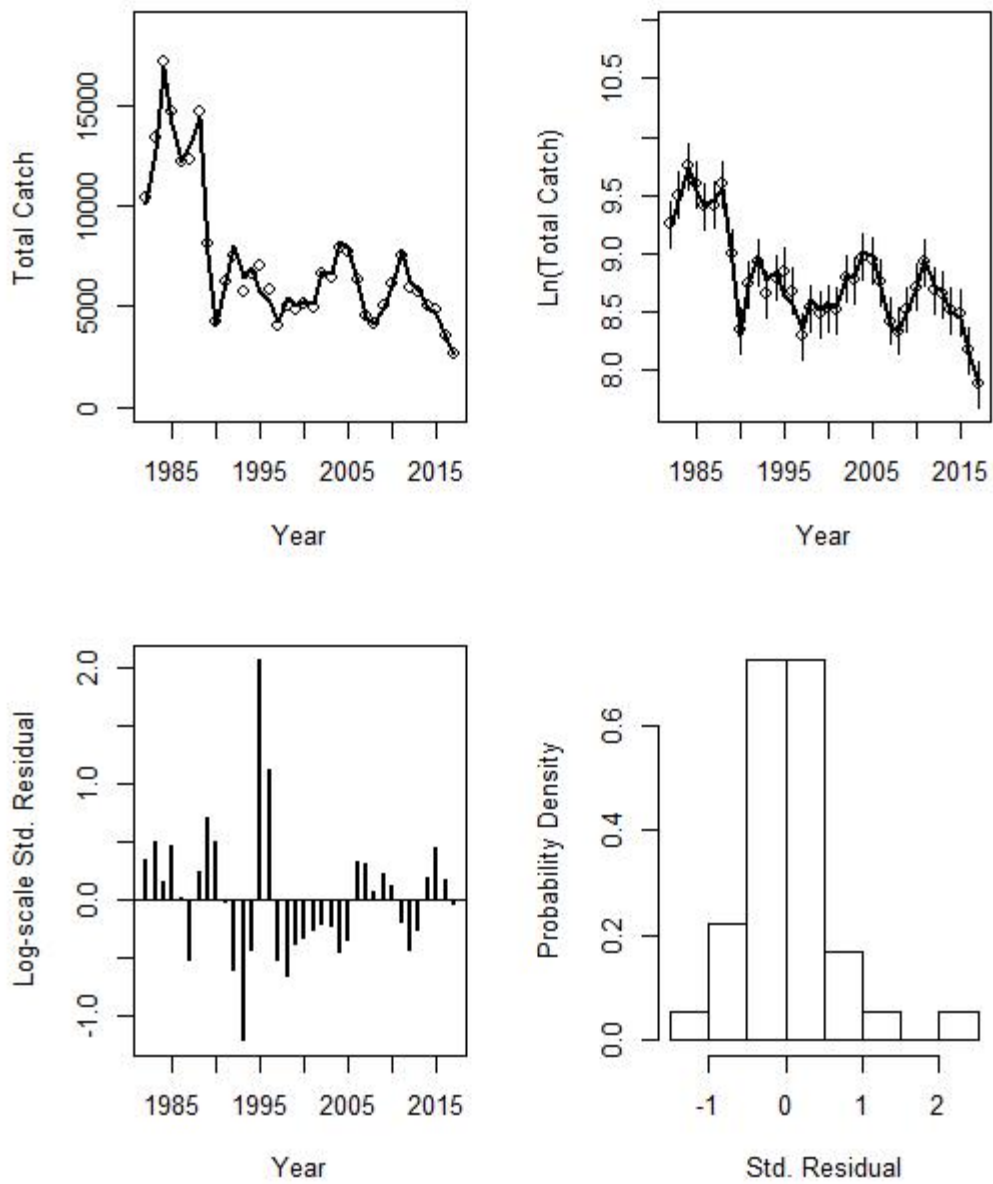 Total Catch
15000
10000
5000
0
1985 1995 2005 2015
Year
Ln(Total Catch)
10.5
9.5
9.0
8.5
8.0
1985 1995 2005 2015
Year
Log-scale Std. Residual
2.0
1.0
0.0
-1.0
1985 1995 2005 2015
Year
Probability Density
0.6
0.4
0.2
0.0
-1 0 1 2
Std. Residual